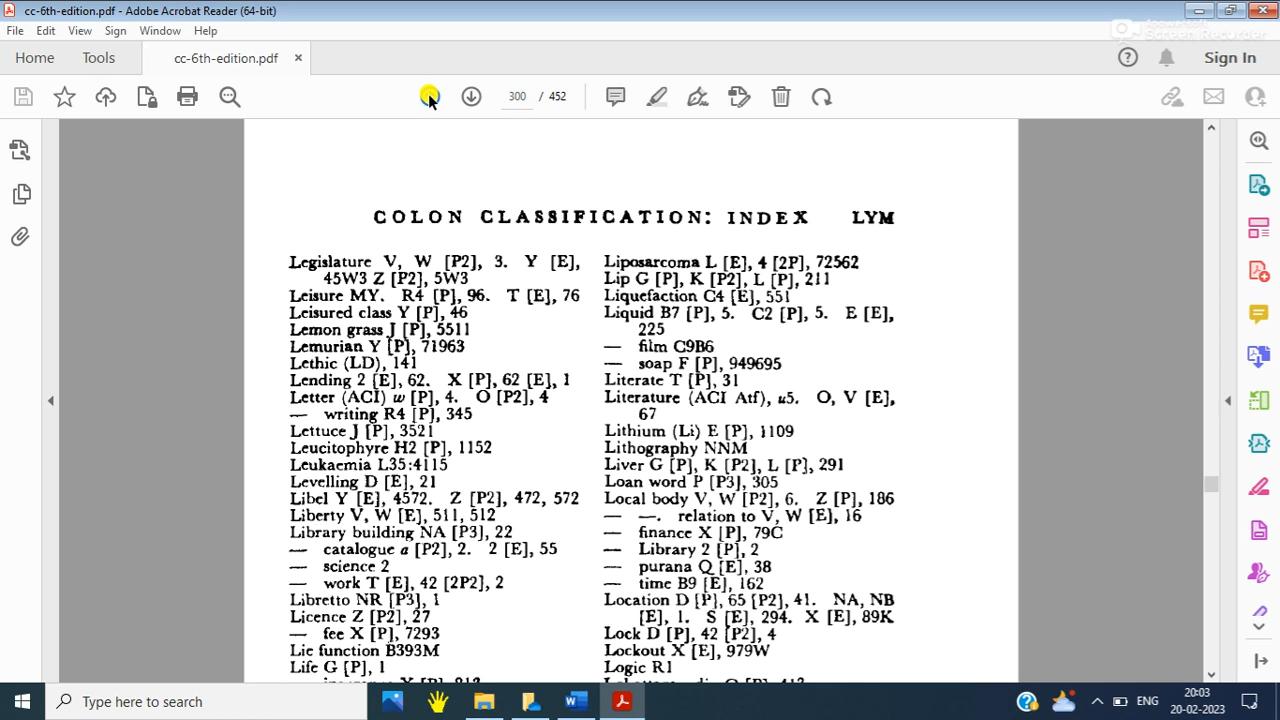 cc-6th-edition.pdf - Adobe Acrobat Reader (64-bit)
File Edit View Sign Window Help
Screen Recorder
Home Tools cc-6th-edition.pdf × Sign In
300 / 452
COLON CLASSIFICATION: INDEX LYM
Legislature V, W [P2], 3. Y [E],
45W3 Z [P2], 5W3
Leisure MY. R4 [P], 96. T [E], 76
Leisured class Y [P], 46
Lemon grass J [P], 5511
Lemurian Y [P], 71963
Lethic (LD), 141
Lending 2 [E], 62. X [P], 62 [E], 1
Letter (ACI) w [P], 4. O [P2], 4
— writing R4 [P], 345
Lettuce J [P], 3521
Leucitophyre H2 [P], 1152
Leukaemia L35:4115
Levelling D [E], 21
Libel Y [E], 4572. Z [P2], 472, 572
Liberty V, W [E], 511, 512
Library building NA [P3], 22
— catalogue a [P2], 2. 2 [E], 55
— science 2
— work T [E], 42 [2P2], 2
Libretto NR [P3], 1
Licence Z [P2], 27
— fee X [P], 7293
Lie function B393M
Life G [P], 1
Liposarcoma L [E], 4 [2P], 72562
Lip G [P], K [P2], L [P], 211
Liquefaction C4 [E], 551
Liquid B7 [P], 5. C2 [P], 5. E [E],
225
— film C9B6
— soap F [P], 949695
Literate T [P], 31
Literature (ACI Atf), u5. O, V [E],
67
Lithium (Li) E [P], 1109
Lithography NNM
Liver G [P], K [P2], L [P], 291
Loan word P [P3], 305
Local body V, W [P2], 6. Z [P], 186
— —. relation to V, W [E], 16
— finance X [P], 79C
— Library 2 [P], 2
— purana Q [E], 38
— time B9 [E], 162
Location D [P], 65 [P2], 41. NA, NB
[E], 1. S [E], 294. X [E], 89K
Lock D [P], 42 [P2], 4
Lockout X [E], 979W
Logic R1
Type here to search
ENG
20:03
20-02-2023